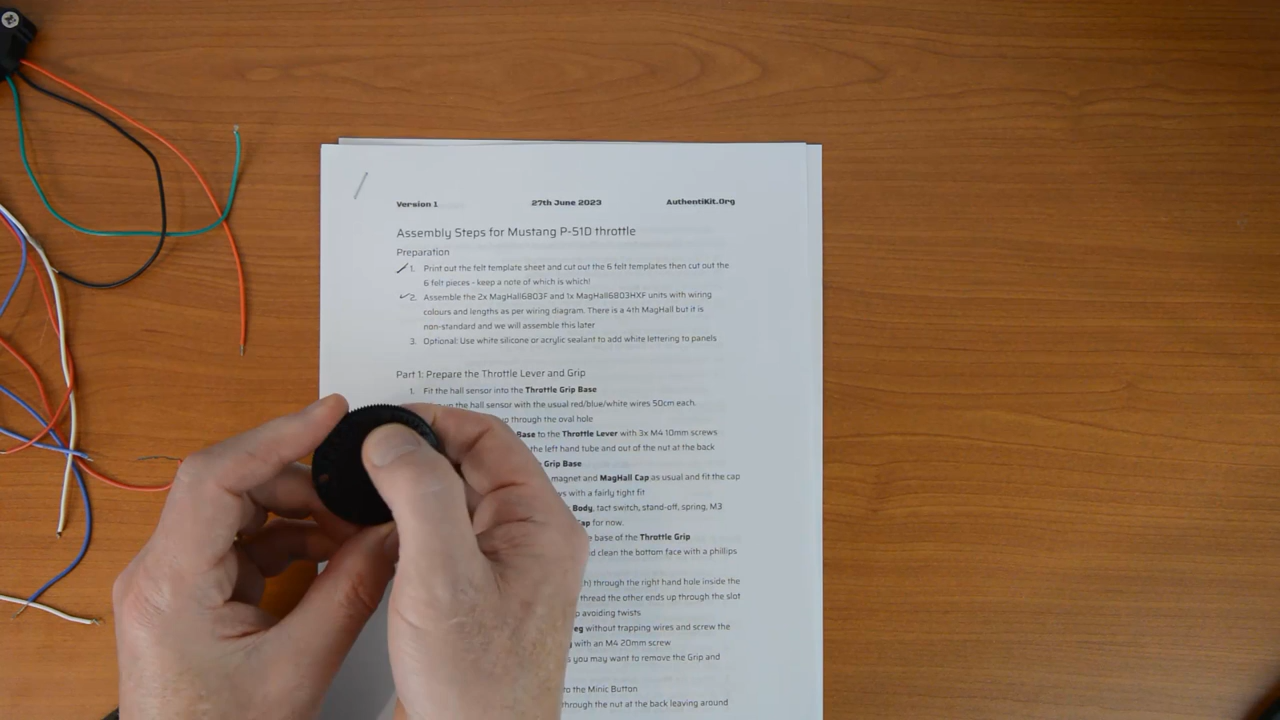 Version 1 27th June 2023 AuthentiKit.Org
Assembly Steps for Mustang P-51D throttle
Preparation
1. Print out the felt template sheet and cut out the 6 felt templates then cut out the
6 felt pieces - keep a note of which is which!
2. Assemble the 2x MagHall6803F and 1x MagHall6803HXF units with wiring
colours and lengths as per wiring diagram. There is a 4th MagHall but it is
non-standard and we will assemble this later
3. Optional: Use white silicone or acrylic sealant to add white lettering to panels
Part 1: Prepare the Throttle Lever and Grip
1. Fit the hall sensor into the Throttle Grip Base
up the hall sensor with the usual red/blue/white wires 50cm each.
up through the oval hole
Base to the Throttle Lever with 3x M4 10mm screws
the left hand tube and out of the nut at the back
Grip Base
magnet and MagHall Cap as usual and fit the cap
with a fairly tight fit
Body, tact switch, stand-off, spring, M3
for now.
base of the Throttle Grip
clean the bottom face with a phillips
through the right hand hole inside the
thread the other ends up through the slot
avoiding twists
without trapping wires and screw the
with an M4 20mm screw
you may want to remove the Grip and
to the Minic Button
through the nut at the back leaving around